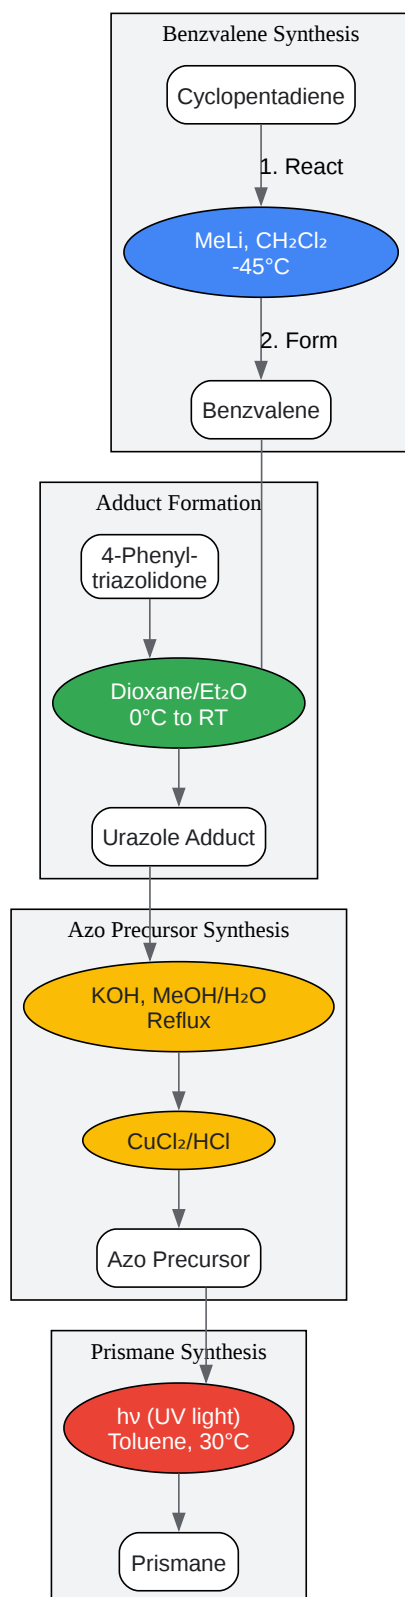 Benzvalene Synthesis
Cyclopentadiene
1. React
MeLi, CH₂Cl₂
-45°C
2. Form
Benzvalene
Adduct Formation
4-Phenyl-
triazolidone
Dioxane/Et₂O
0°C to RT
Urazole Adduct
Azo Precursor Synthesis
KOH, MeOH/H₂O
Reflux
CuCl₂/HCl
Azo Precursor
Prismane Synthesis
hν (UV light)
Toluene, 30°C
Prismane